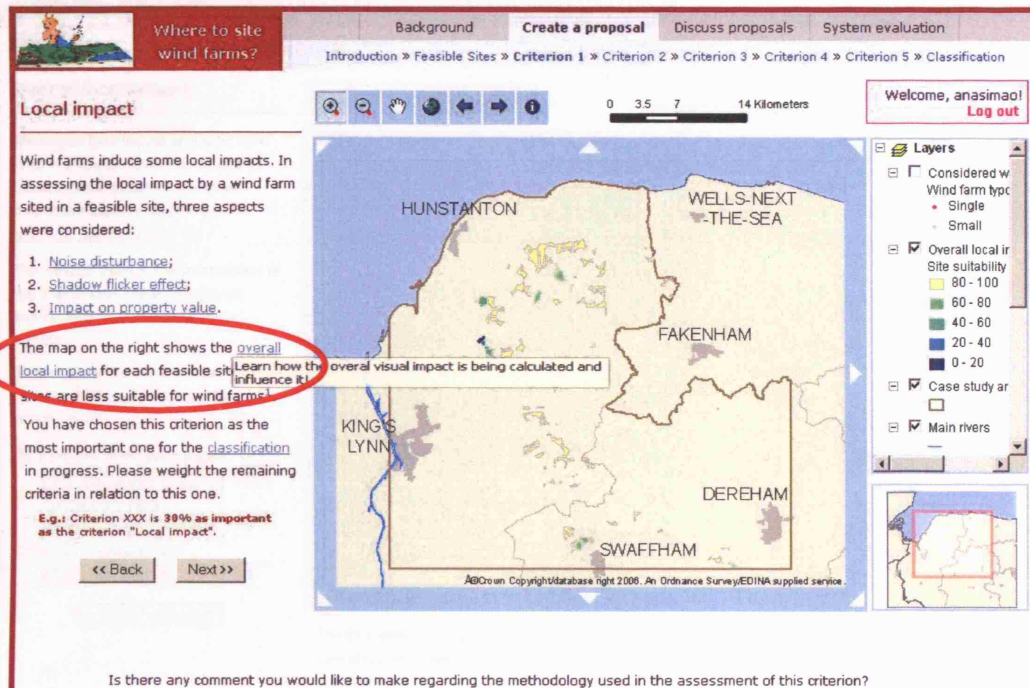 Where to site
wind farms?
Background
Create a proposal
Discuss proposals
System evaluation
Introduction » Feasible Sites » Criterion 1 » Criterion 2 » Criterion 3 » Criterion 4 » Criterion 5 » Classification
Local impact
0 3.5 7 14 Kilometers
Welcome, anasimao!
Log out
Wind farms induce some local impacts. In
assessing the local impact by a wind farm
sited in a feasible site, three aspects
were considered:
1. Noise disturbance;
2. Shadow flicker effect;
3. Impact on property value.
The map on the right shows the overall
local impact for each feasible sit
Learn how the overal visual impact is being calculated and
influence it!
sites are less suitable for wind farms
You have chosen this criterion as the
most important one for the classification
in progress. Please weight the remaining
criteria in relation to this one.
E.g.: Criterion XXX is 30% as important
as the criterion "Local impact".
<< Back
Next >>
HUNSTANTON
WELLS-NEXT
-THE-SEA
FAKENHAM
KING'S
LYNN
DEREHAM
SWAFFHAM
Â©Crown Copyright/database right 2006. An Ordnance Survey/EDINA supplied service.
Layers
Considered w
Wind farm typo
Single
Small
Overall local ir
Site suitability
80 - 100
60 - 80
40 - 60
20 - 40
0 - 20
Case study ar
Main rivers
Is there any comment you would like to make regarding the methodology used in the assessment of this criterion?